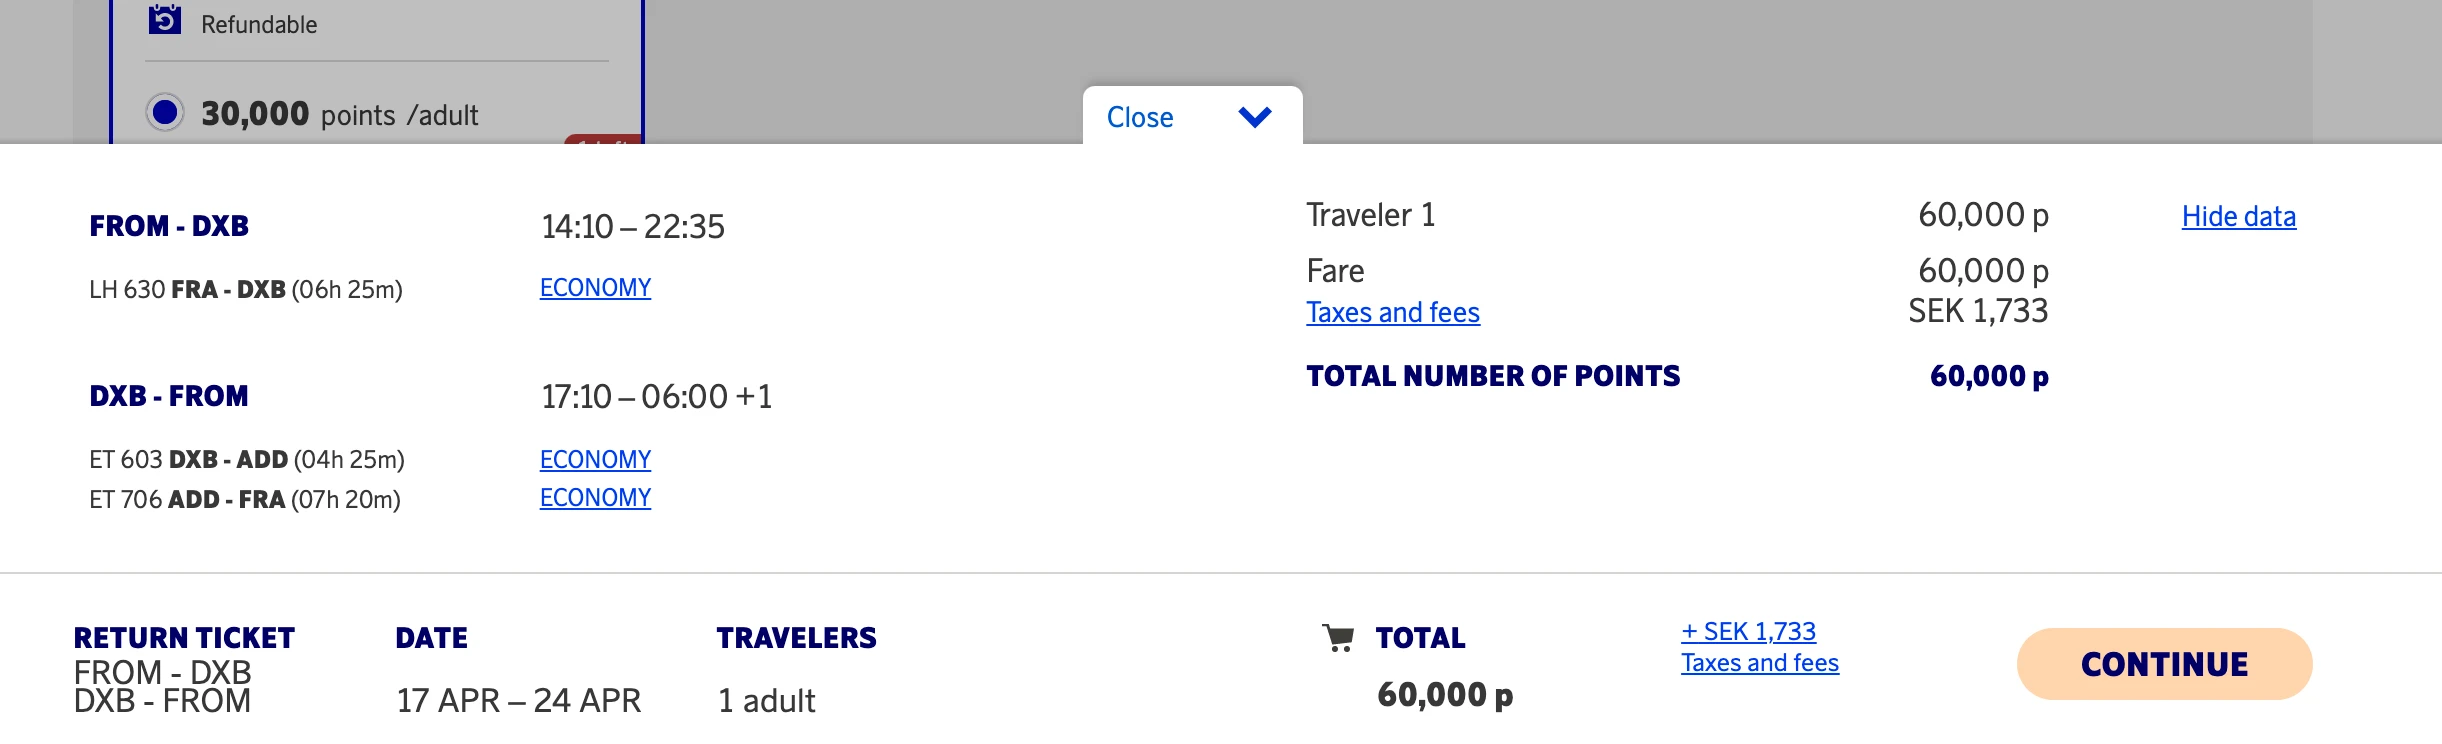 Refundable
30,000 points /adult
Close
FROM - DXB 14:10 – 22:35
LH 630 FRA - DXB (06h 25m) ECONOMY
DXB - FROM 17:10 – 06:00 +1
ET 603 DXB - ADD (04h 25m) ECONOMY
ET 706 ADD - FRA (07h 20m) ECONOMY
Traveler 1 60,000 p Hide data
Fare 60,000 p
Taxes and fees SEK 1,733
TOTAL NUMBER OF POINTS 60,000 p
RETURN TICKET
FROM - DXB
DXB - FROM
DATE
17 APR – 24 APR
TRAVELERS
1 adult
TOTAL
60,000 p
+ SEK 1,733
Taxes and fees
CONTINUE